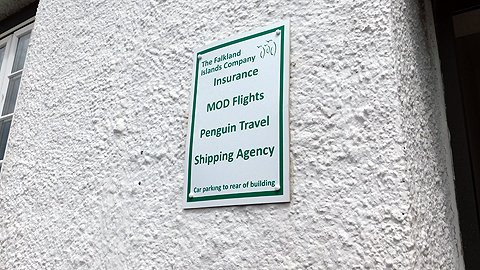 The Falkland
Islands Company
Insurance
MOD Flights
Penguin Travel
Shipping Agency
Car parking to rear of building